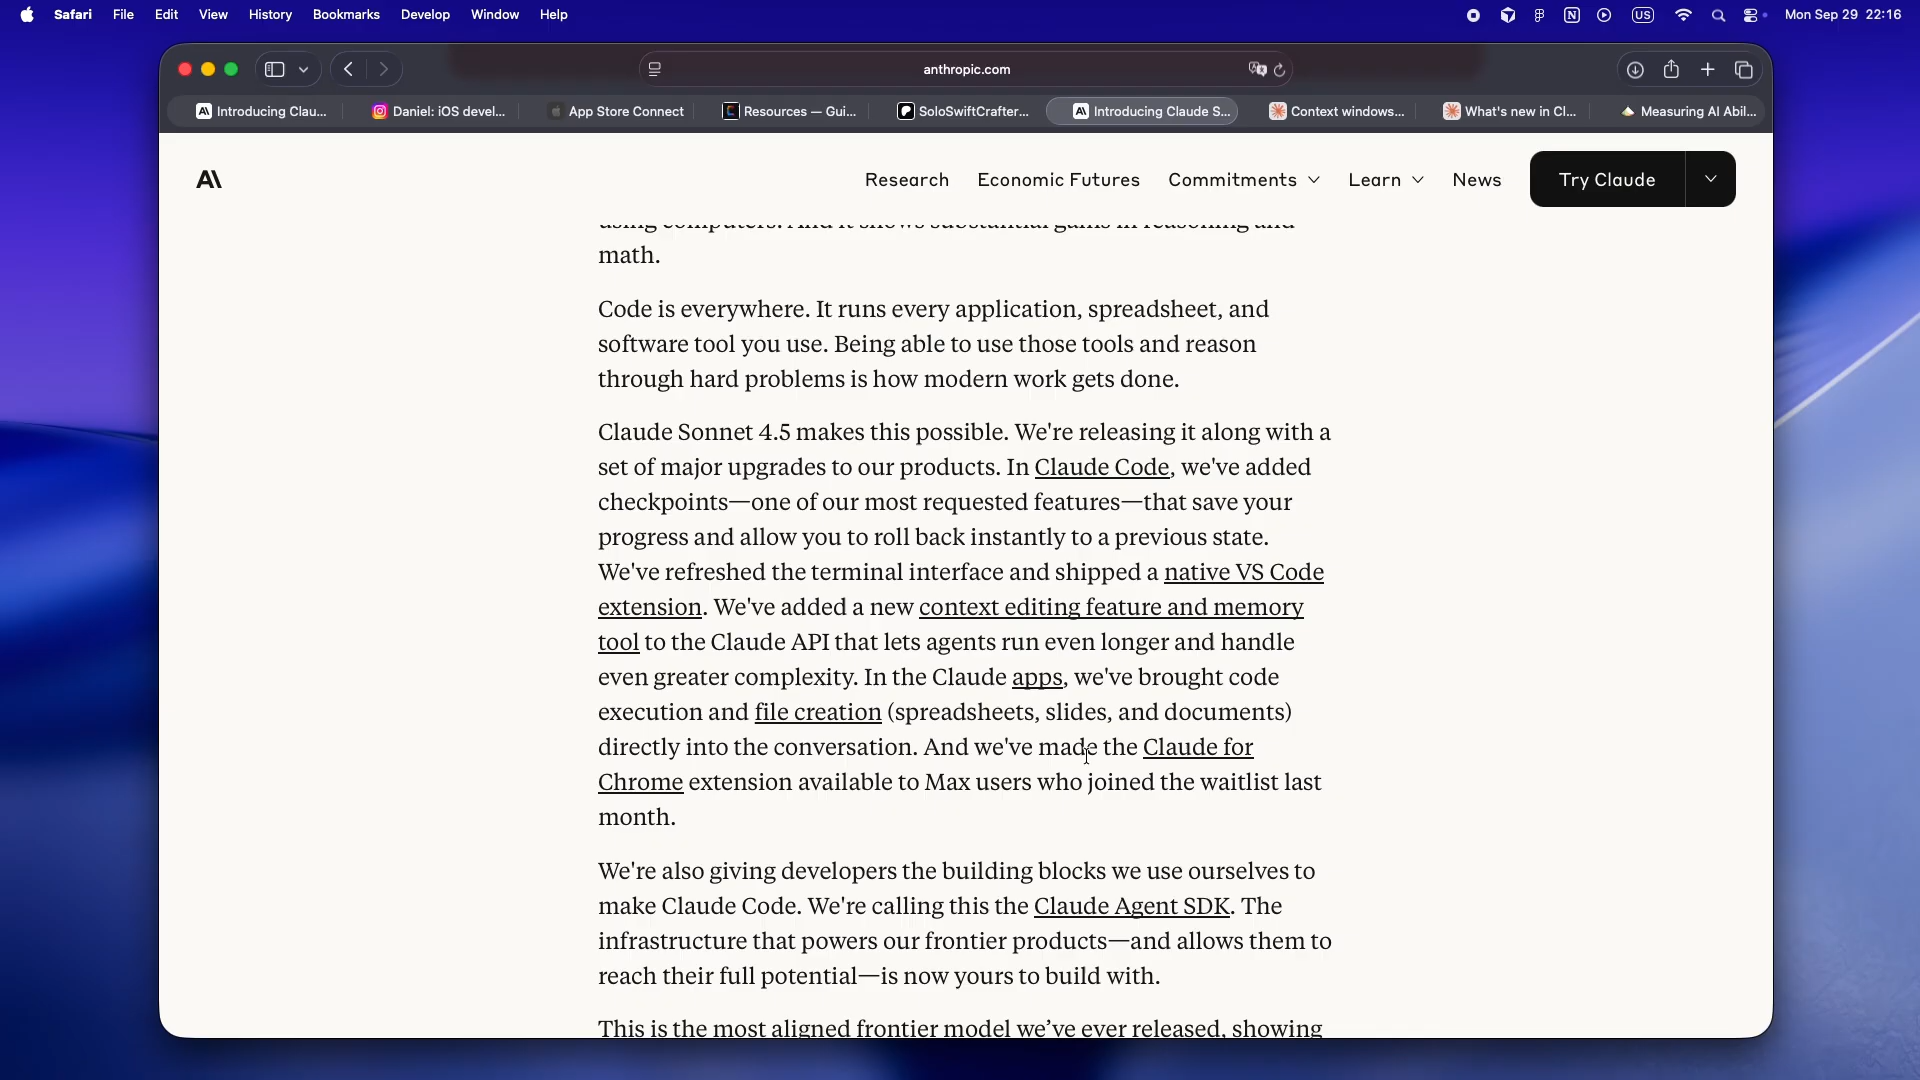 Safari File Edit View History Bookmarks Develop Window Help
US Mon Sep 29 22:16
anthropic.com
Introducing Clau...
Daniel: iOS devel...
App Store Connect
Resources — Gui...
SoloSwiftCrafter...
Introducing Claude S...
Context windows...
What's new in Cl...
Measuring AI Abil...
Research Economic Futures Commitments Learn News Try Claude
using computers. And it shows substantial gains in reasoning and
math.
Code is everywhere. It runs every application, spreadsheet, and
software tool you use. Being able to use those tools and reason
through hard problems is how modern work gets done.
Claude Sonnet 4.5 makes this possible. We're releasing it along with a
set of major upgrades to our products. In Claude Code, we've added
checkpoints—one of our most requested features—that save your
progress and allow you to roll back instantly to a previous state.
We've refreshed the terminal interface and shipped a native VS Code
extension. We've added a new context editing feature and memory
tool to the Claude API that lets agents run even longer and handle
even greater complexity. In the Claude apps, we've brought code
execution and file creation (spreadsheets, slides, and documents)
directly into the conversation. And we've made the Claude for
Chrome extension available to Max users who joined the waitlist last
month.
We're also giving developers the building blocks we use ourselves to
make Claude Code. We're calling this the Claude Agent SDK. The
infrastructure that powers our frontier products—and allows them to
reach their full potential—is now yours to build with.
This is the most aligned frontier model we’ve ever released, showing